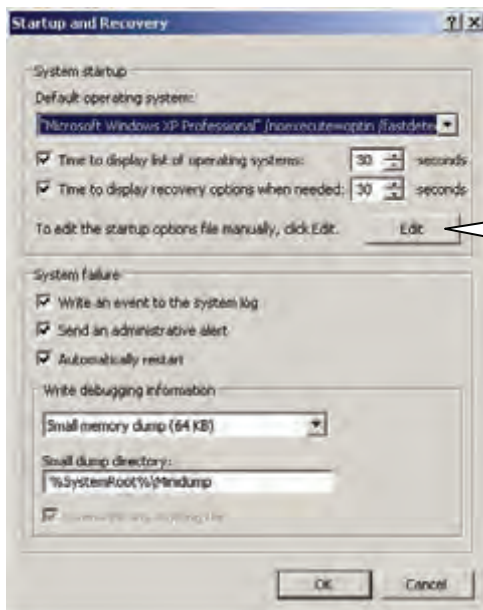 Startup and Recovery
System startup
Default operating system:
"Microsoft Windows XP Professional" /noexecute=optin /fastdete
Time to display list of operating systems: 30 seconds
Time to display recovery options when needed: 30 seconds
To edit the startup options file manually, click Edit. Edit
System failure
Write an event to the system log
Send an administrative alert
Automatically restart
Write debugging information
Small memory dump (64 KB)
Small dump directory:
%SystemRoot%\Minidump
OK Cancel